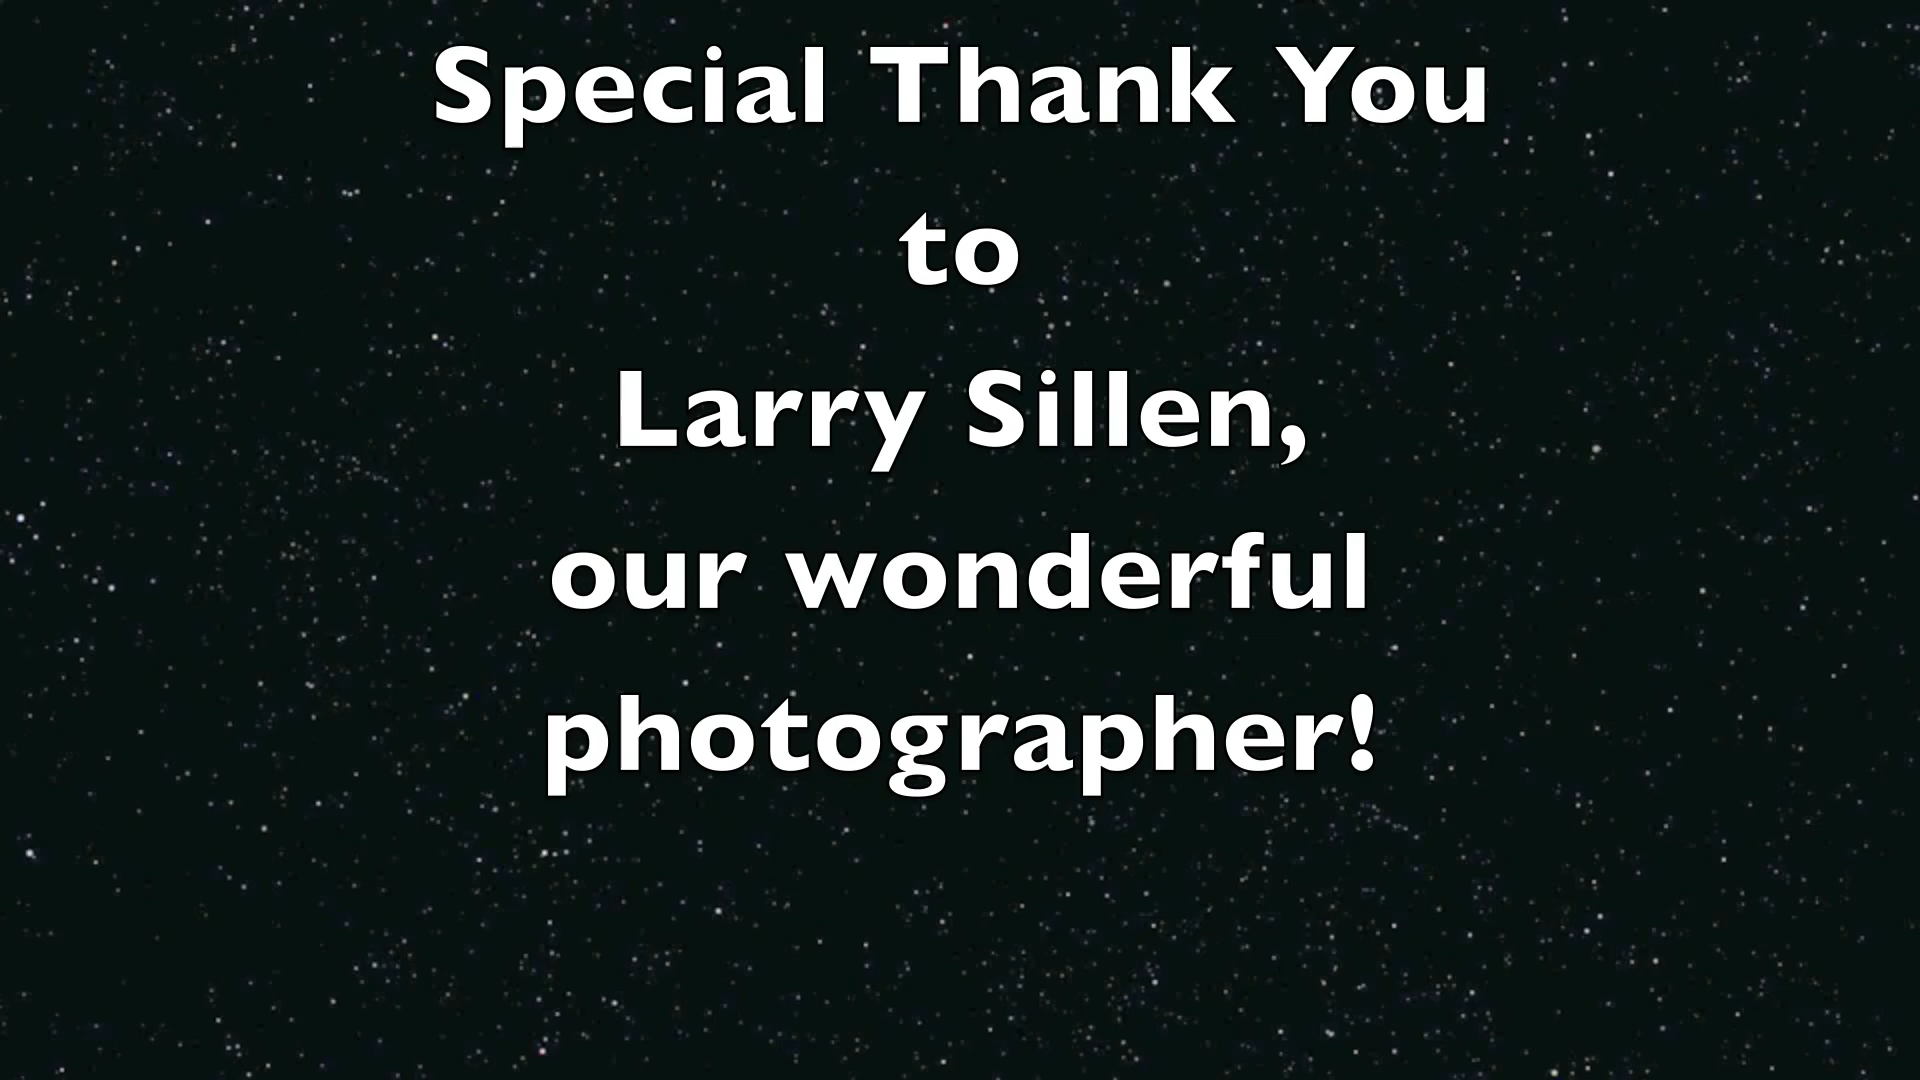 Special Thank You
to
Larry Sillen,
our wonderful
photographer!